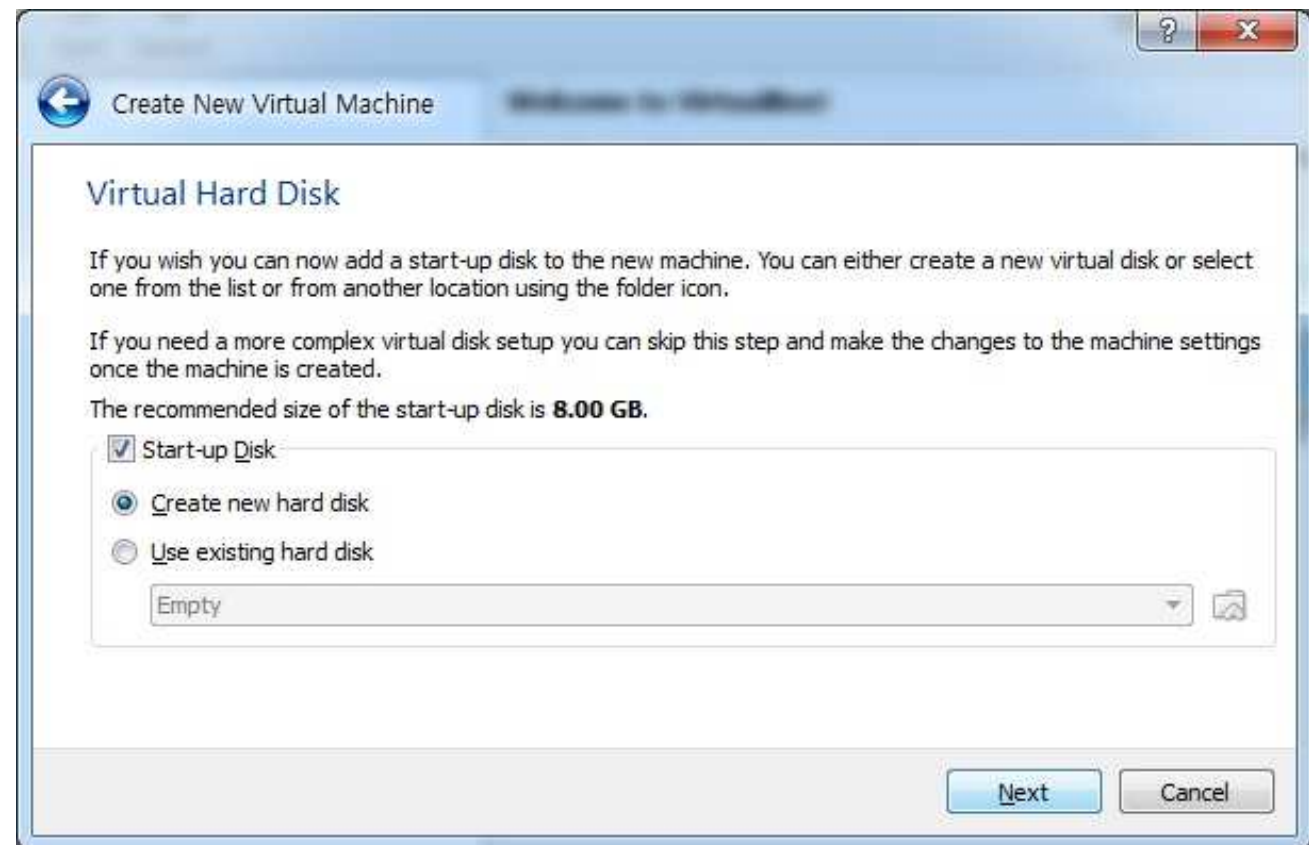 Create New Virtual Machine
Welcome to VirtualBox!
Virtual Hard Disk
If you wish you can now add a start-up disk to the new machine. You can either create a new virtual disk or select
one from the list or from another location using the folder icon.
If you need a more complex virtual disk setup you can skip this step and make the changes to the machine settings
once the machine is created.
The recommended size of the start-up disk is 8.00 GB.
Start-up Disk
Create new hard disk
Use existing hard disk
Empty
Next
Cancel